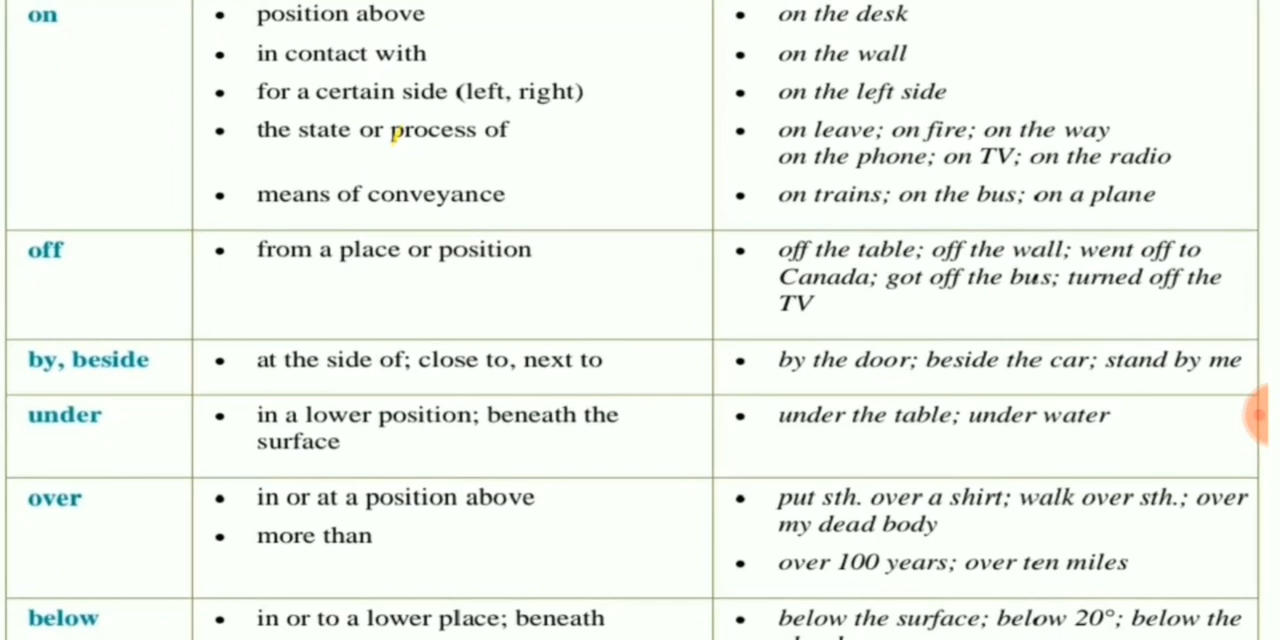 on
• position above
• on the desk
• in contact with
• on the wall
• for a certain side (left, right)
• on the left side
• the state or process of
• on leave; on fire; on the way
on the phone; on TV; on the radio
• means of conveyance
• on trains; on the bus; on a plane
off
• from a place or position
• off the table; off the wall; went off to
Canada; got off the bus; turned off the
TV
by, beside
• at the side of; close to, next to
• by the door; beside the car; stand by me
under
• in a lower position; beneath the
surface
• under the table; under water
over
• in or at a position above
• put sth. over a shirt; walk over sth.; over
my dead body
• more than
• over 100 years; over ten miles
below
• in or to a lower place; beneath
• below the surface; below 20°; below the